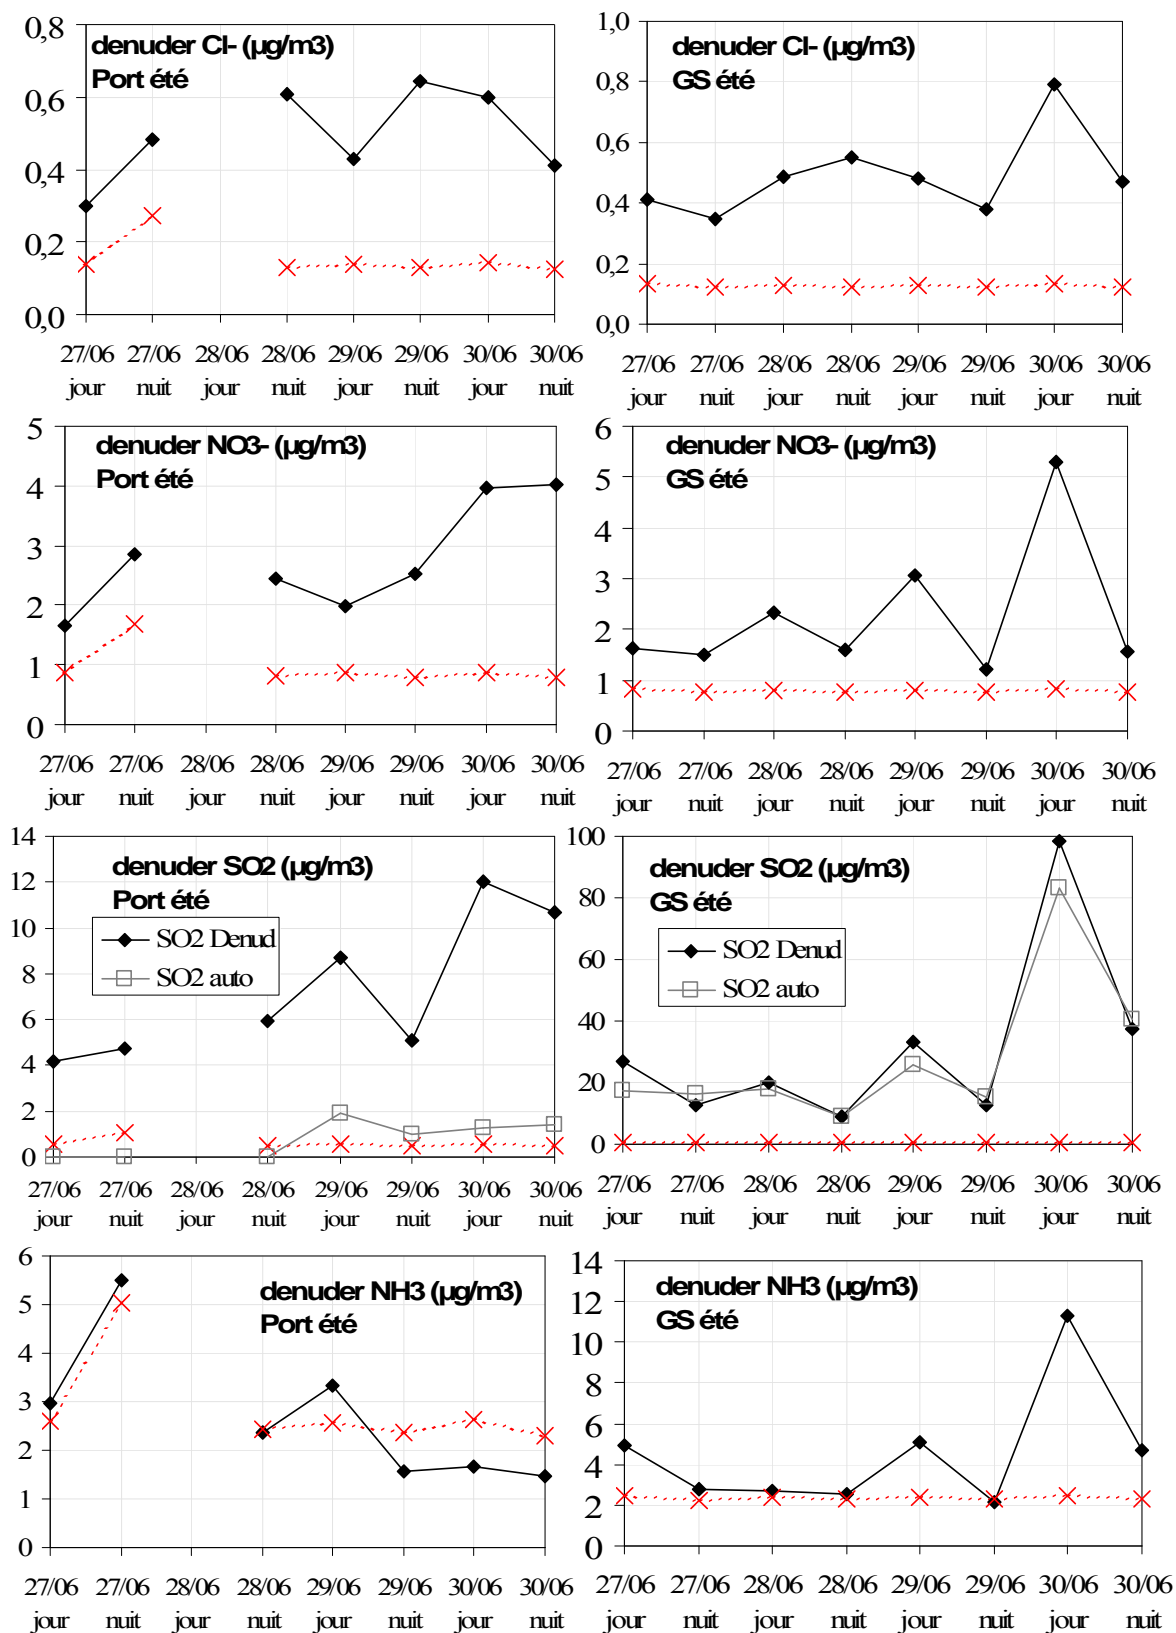 denuder Cl- (µg/m3)
Port été
0,8
0,6
0,4
0,2
0,0
27/06 27/06 28/06 28/06 29/06 29/06 30/06 30/06
jour nuit jour nuit jour nuit jour nuit
denuder Cl- (µg/m3)
GS été
1,0
0,8
0,6
0,4
0,2
0,0
27/06 27/06 28/06 28/06 29/06 29/06 30/06 30/06
jour nuit jour nuit jour nuit jour nuit
denuder NO3- (µg/m3)
Port été
5
4
3
2
1
0
27/06 27/06 28/06 28/06 29/06 29/06 30/06 30/06
jour nuit jour nuit jour nuit jour nuit
denuder NO3- (µg/m3)
GS été
6
5
4
3
2
1
0
27/06 27/06 28/06 28/06 29/06 29/06 30/06 30/06
jour nuit jour nuit jour nuit jour nuit
denuder SO2 (µg/m3)
Port été
SO2 Denud
SO2 auto
14
12
10
8
6
4
2
0
27/06 27/06 28/06 28/06 29/06 29/06 30/06 30/06
jour nuit jour nuit jour nuit jour nuit
denuder SO2 (µg/m3)
GS été
SO2 Denud
SO2 auto
100
80
60
40
20
0
27/06 27/06 28/06 28/06 29/06 29/06 30/06 30/06
jour nuit jour nuit jour nuit jour nuit
denuder NH3 (µg/m3)
Port été
6
5
4
3
2
1
0
27/06 27/06 28/06 28/06 29/06 29/06 30/06 30/06
jour nuit jour nuit jour nuit jour nuit
denuder NH3 (µg/m3)
GS été
14
12
10
8
6
4
2
0
27/06 27/06 28/06 28/06 29/06 29/06 30/06 30/06
jour nuit jour nuit jour nuit jour nuit